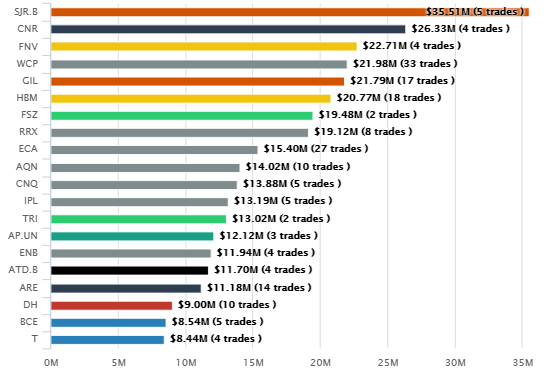 SJR.B $35.51M (5 trades )
CNR $26.33M (4 trades )
FNV $22.71M (4 trades )
WCP $21.98M (33 trades )
GIL $21.79M (17 trades )
HBM $20.77M (18 trades )
FSZ $19.48M (2 trades )
RRX $19.12M (8 trades )
ECA $15.40M (27 trades )
AQN $14.02M (10 trades )
CNQ $13.88M (5 trades )
IPL $13.19M (5 trades )
TRI $13.02M (2 trades )
AP.UN $12.12M (3 trades )
ENB $11.94M (4 trades )
ATD.B $11.70M (4 trades )
ARE $11.18M (14 trades )
DH $9.00M (10 trades )
BCE $8.54M (5 trades )
T $8.44M (4 trades )
0M 5M 10M 15M 20M 25M 30M 35M